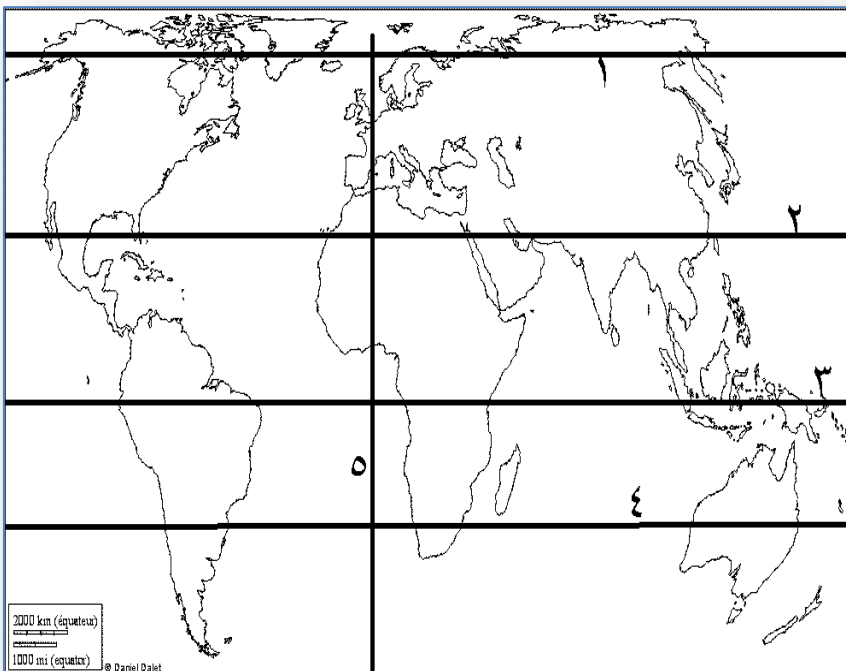 ١
٢
٣
٤
٥
2000 km (équateur)
1000 mi (equator)
© Daniel Dalet